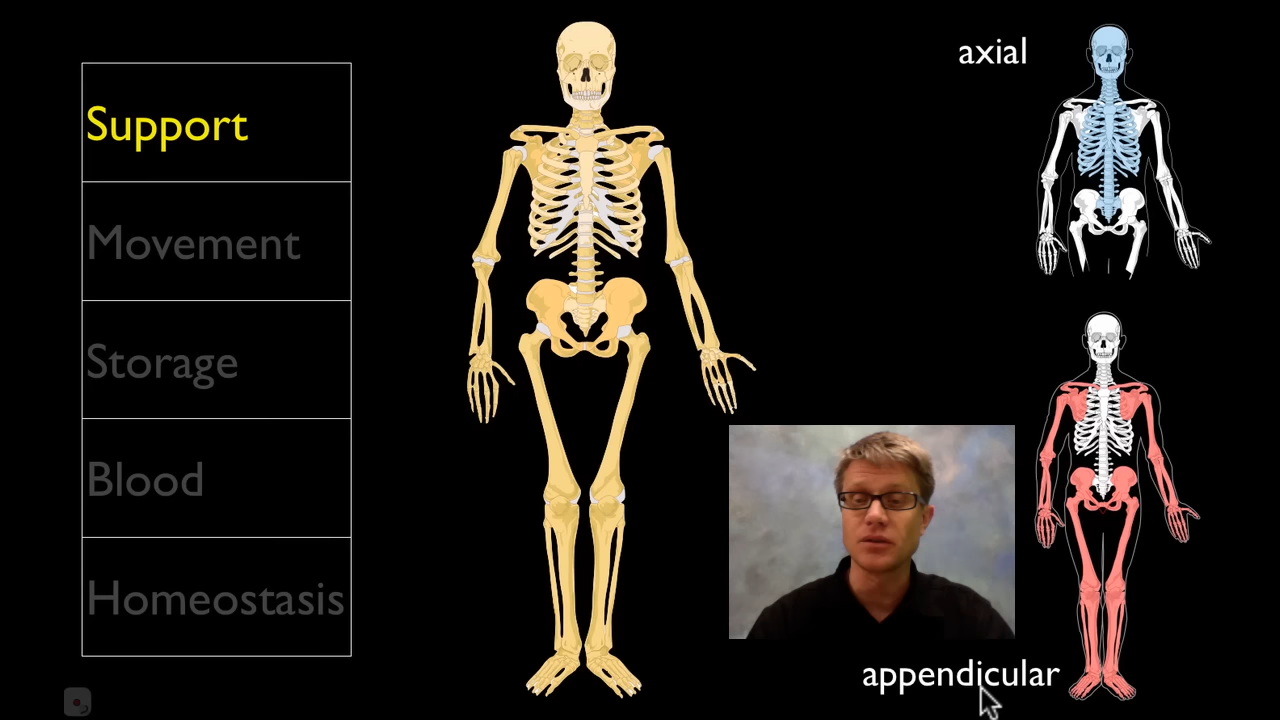 Support
Movement
Storage
Blood
Homeostasis
axial
appendicular